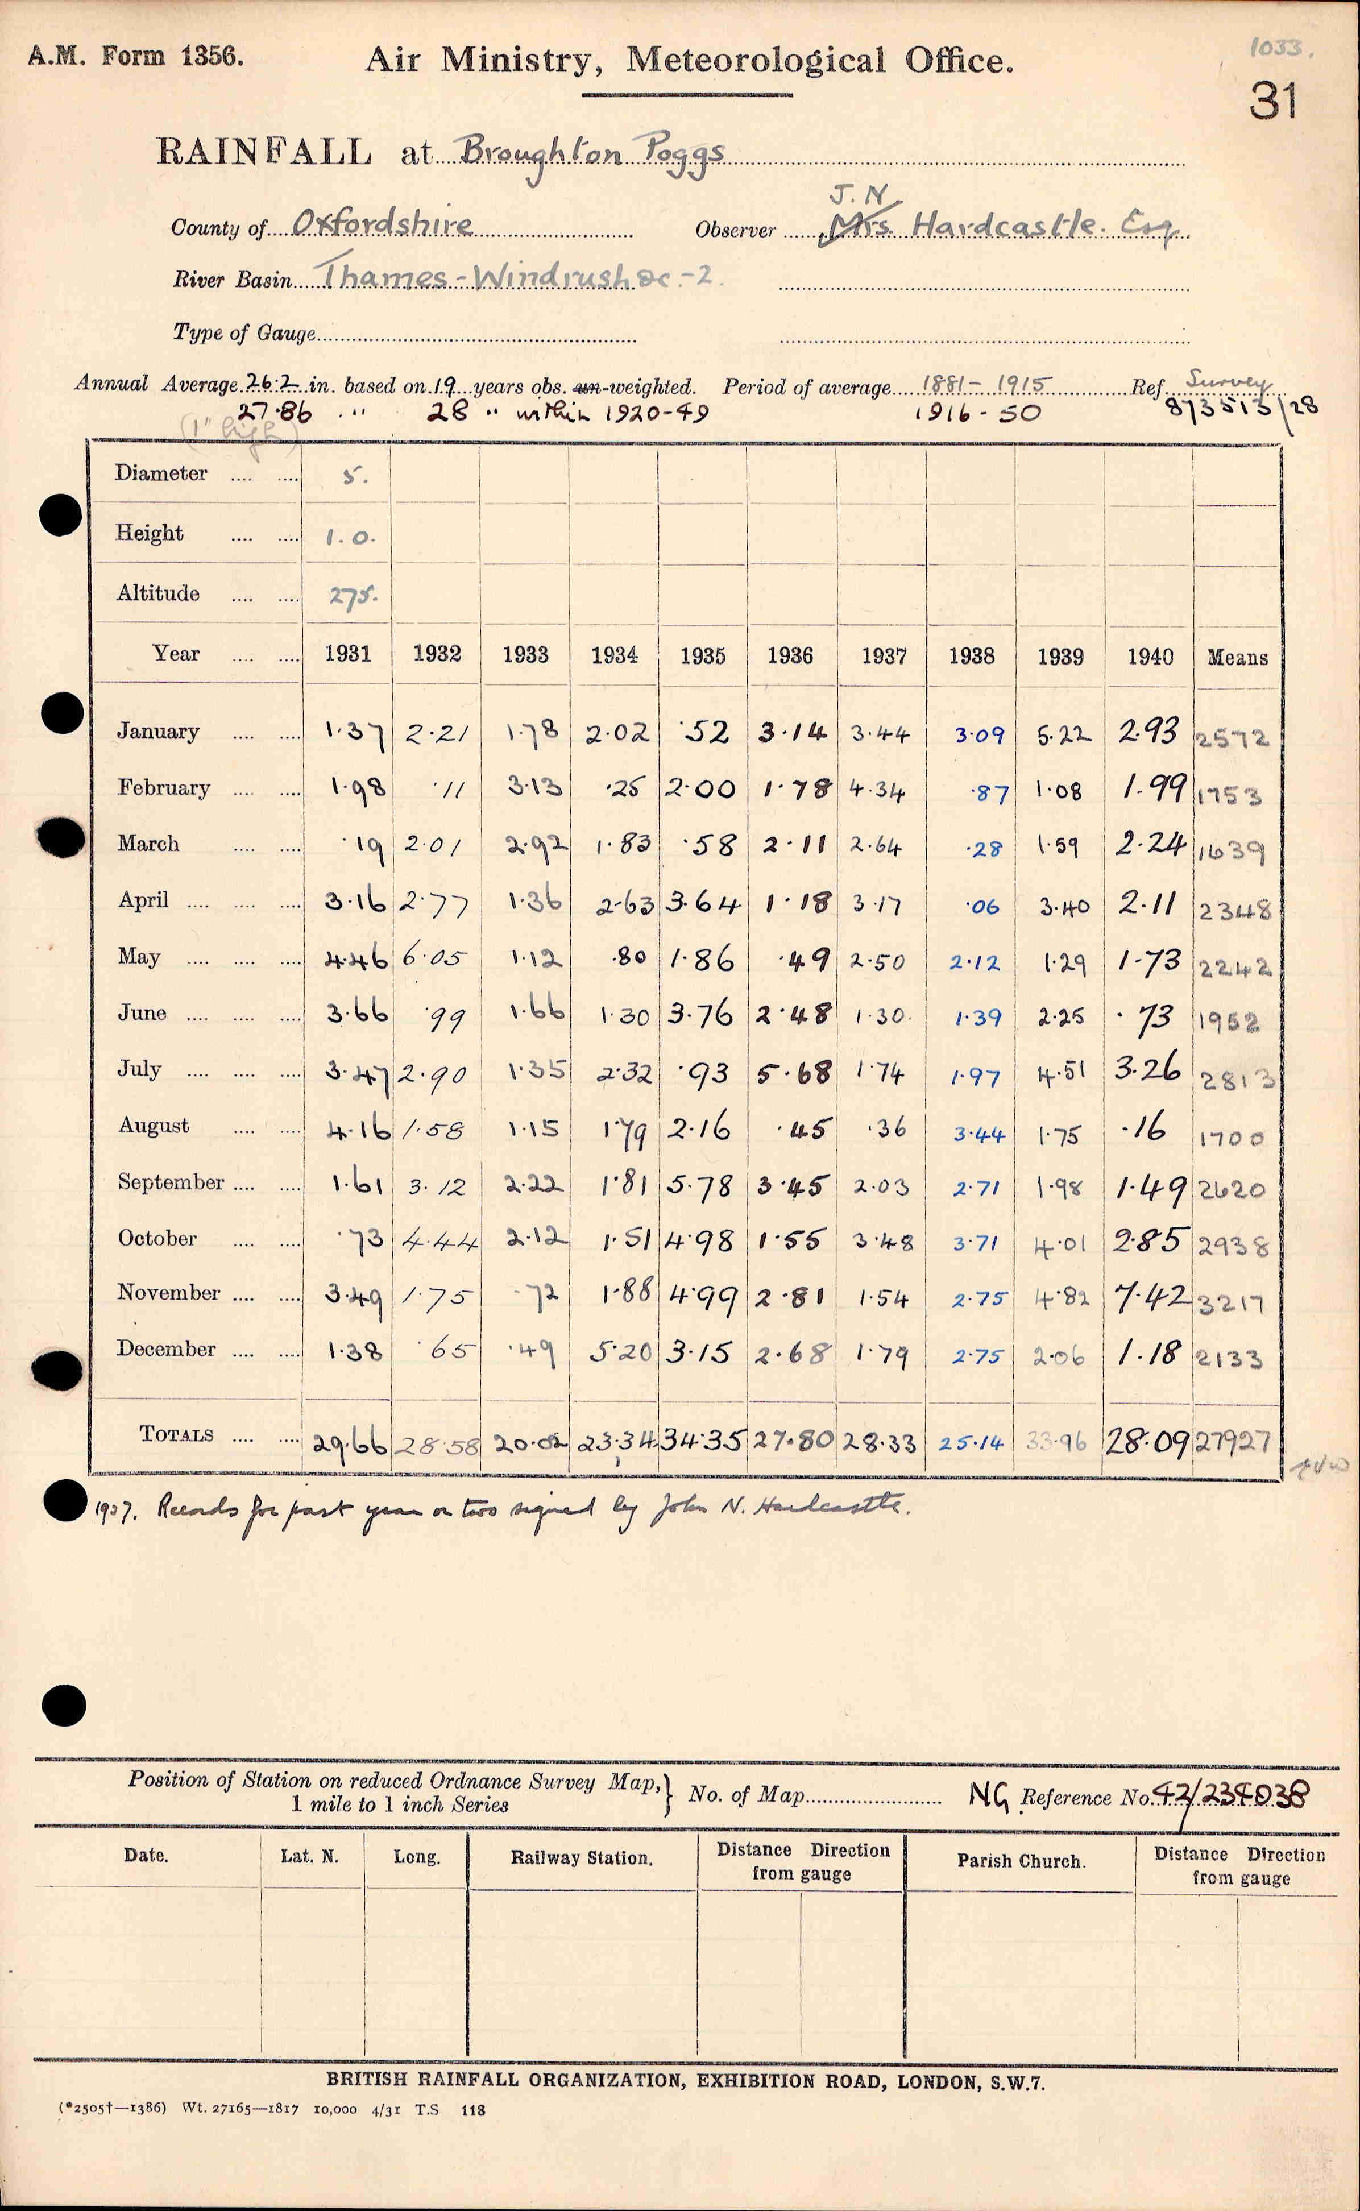 1033.
A.M. Form 1356. Air Ministry, Meteorological Office.
31
RAINFALL at Broughton Poggs
J.N
County of Oxfordshire Observer Mrs Hardcastle. Esq.
River Basin Thames-Windrush &c.-2.
Type of Gauge
Annual Average 26.2 in. based on 19 years obs. un-weighted. Period of average 1881-1915 Ref. Survey
27.86 " 28 " within 1920-49 1916-50 873513/28
(1" high)
Diameter 5.
Height 1.0.
Altitude 275.
Year 1931 1932 1933 1934 1935 1936 1937 1938 1939 1940 Means
January 1.37 2.21 1.78 2.02 .52 3.14 3.44 3.09 5.22 2.93 2572
February 1.98 .11 3.13 .25 2.00 1.78 4.34 .87 1.08 1.99 1753
March .19 2.01 2.92 1.83 .58 2.11 2.64 .28 1.59 2.24 1639
April 3.16 2.77 1.36 2.63 3.64 1.18 3.17 .06 3.40 2.11 2348
May 4.46 6.05 1.12 .80 1.86 .49 2.50 2.12 1.29 1.73 2242
June 3.66 .99 1.66 1.30 3.76 2.48 1.30 1.39 2.25 .73 1952
July 3.47 2.90 1.35 2.32 .93 5.68 1.74 1.97 4.51 3.26 2813
August 4.16 1.58 1.15 1.79 2.16 .45 .36 3.44 1.75 .16 1700
September 1.61 3.12 2.22 1.81 5.78 3.45 2.03 2.71 1.98 1.49 2620
October .73 4.44 2.12 1.51 4.98 1.55 3.48 3.71 4.01 2.85 2938
November 3.49 1.75 .72 1.88 4.99 2.81 1.54 2.75 4.82 7.42 3217
December 1.38 .65 .49 5.20 3.15 2.68 1.79 2.75 2.06 1.18 2133
TOTALS 29.66 28.58 20.02 23.34 34.35 27.80 28.33 25.14 33.96 28.09 27927
1937. Records for past year or two signed by John N. Hardcastle.
Position of Station on reduced Ordnance Survey Map,} No. of Map NG Reference No. 42/234038
1 mile to 1 inch Series
Date. Lat. N. Long. Railway Station. Distance Direction from gauge Parish Church. Distance Direction from gauge
BRITISH RAINFALL ORGANIZATION, EXHIBITION ROAD, LONDON, S.W.7.
(*2505†—1386) Wt. 27165—1817 10,000 4/31 T.S 118